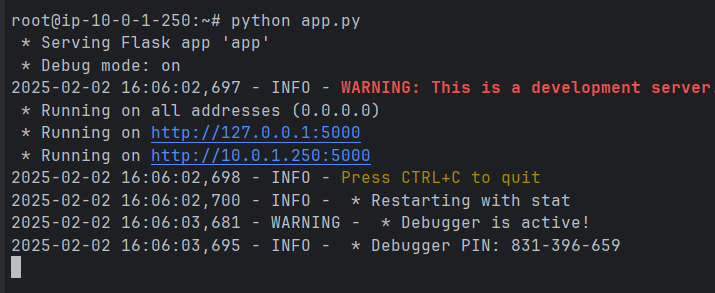 root@ip-10-0-1-250:~# python app.py
 * Serving Flask app 'app'
 * Debug mode: on
2025-02-02 16:06:02,697 - INFO - WARNING: This is a development server.
 * Running on all addresses (0.0.0.0)
 * Running on http://127.0.0.1:5000
 * Running on http://10.0.1.250:5000
2025-02-02 16:06:02,698 - INFO - Press CTRL+C to quit
2025-02-02 16:06:02,700 - INFO -  * Restarting with stat
2025-02-02 16:06:03,681 - WARNING -  * Debugger is active!
2025-02-02 16:06:03,695 - INFO -  * Debugger PIN: 831-396-659